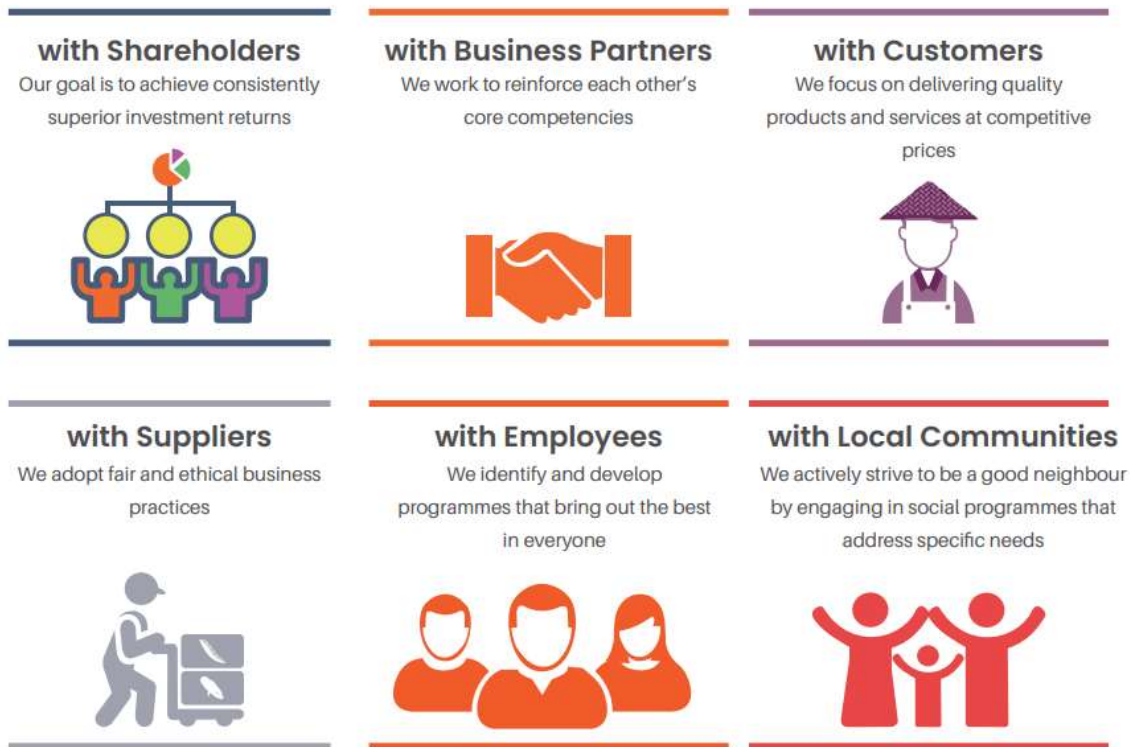 with Shareholders
Our goal is to achieve consistently
superior investment returns
with Business Partners
We work to reinforce each other's
core competencies
with Customers
We focus on delivering quality
products and services at competitive
prices
with Suppliers
We adopt fair and ethical business
practices
with Employees
We identify and develop
programmes that bring out the best
in everyone
with Local Communities
We actively strive to be a good neighbour
by engaging in social programmes that
address specific needs